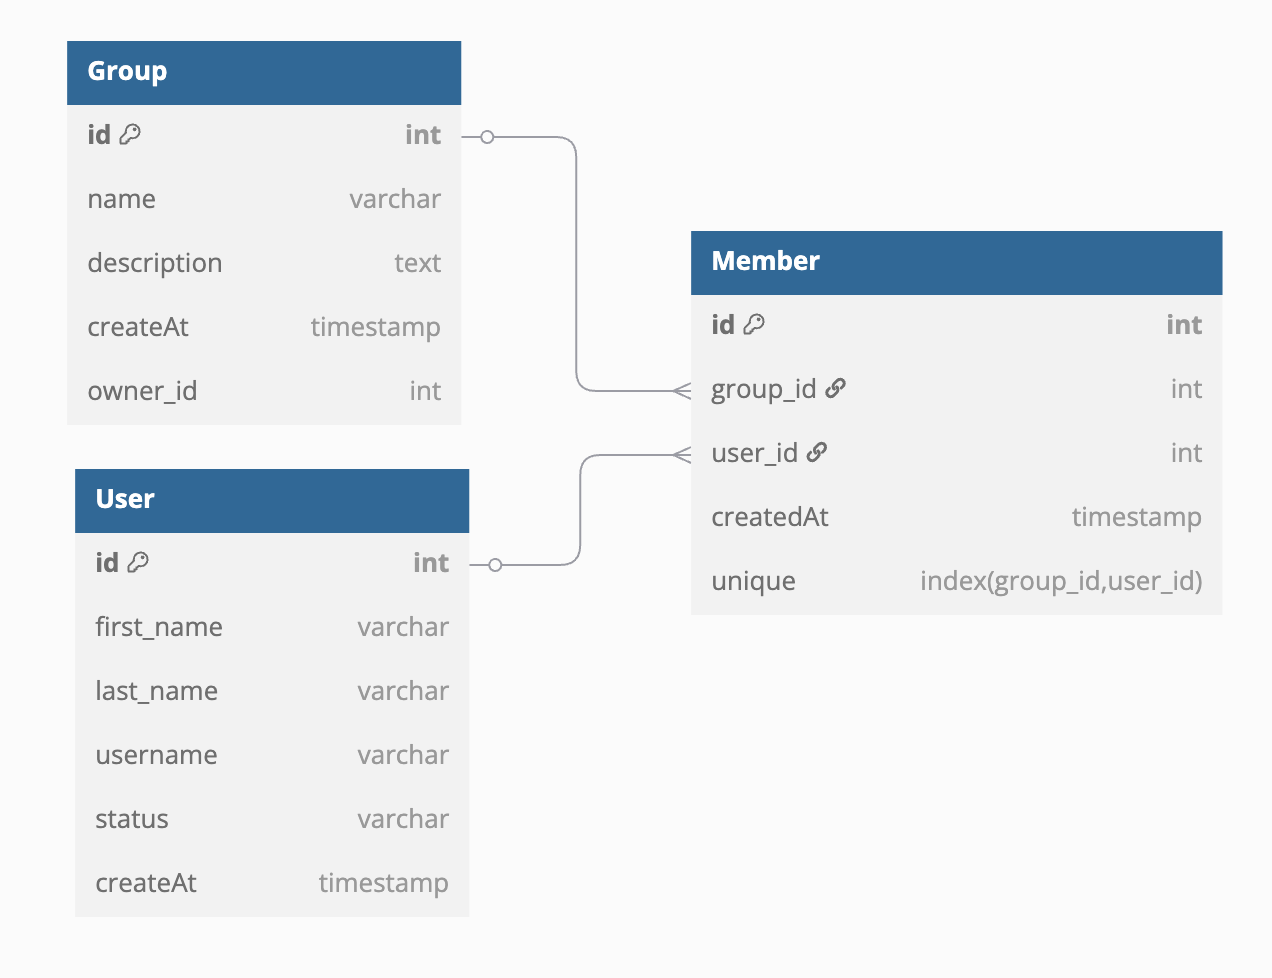 Group
id int
name varchar
description text
createAt timestamp
owner_id int
User
id int
first_name varchar
last_name varchar
username varchar
status varchar
createAt timestamp
Member
id int
group_id int
user_id int
createdAt timestamp
unique index(group_id,user_id)